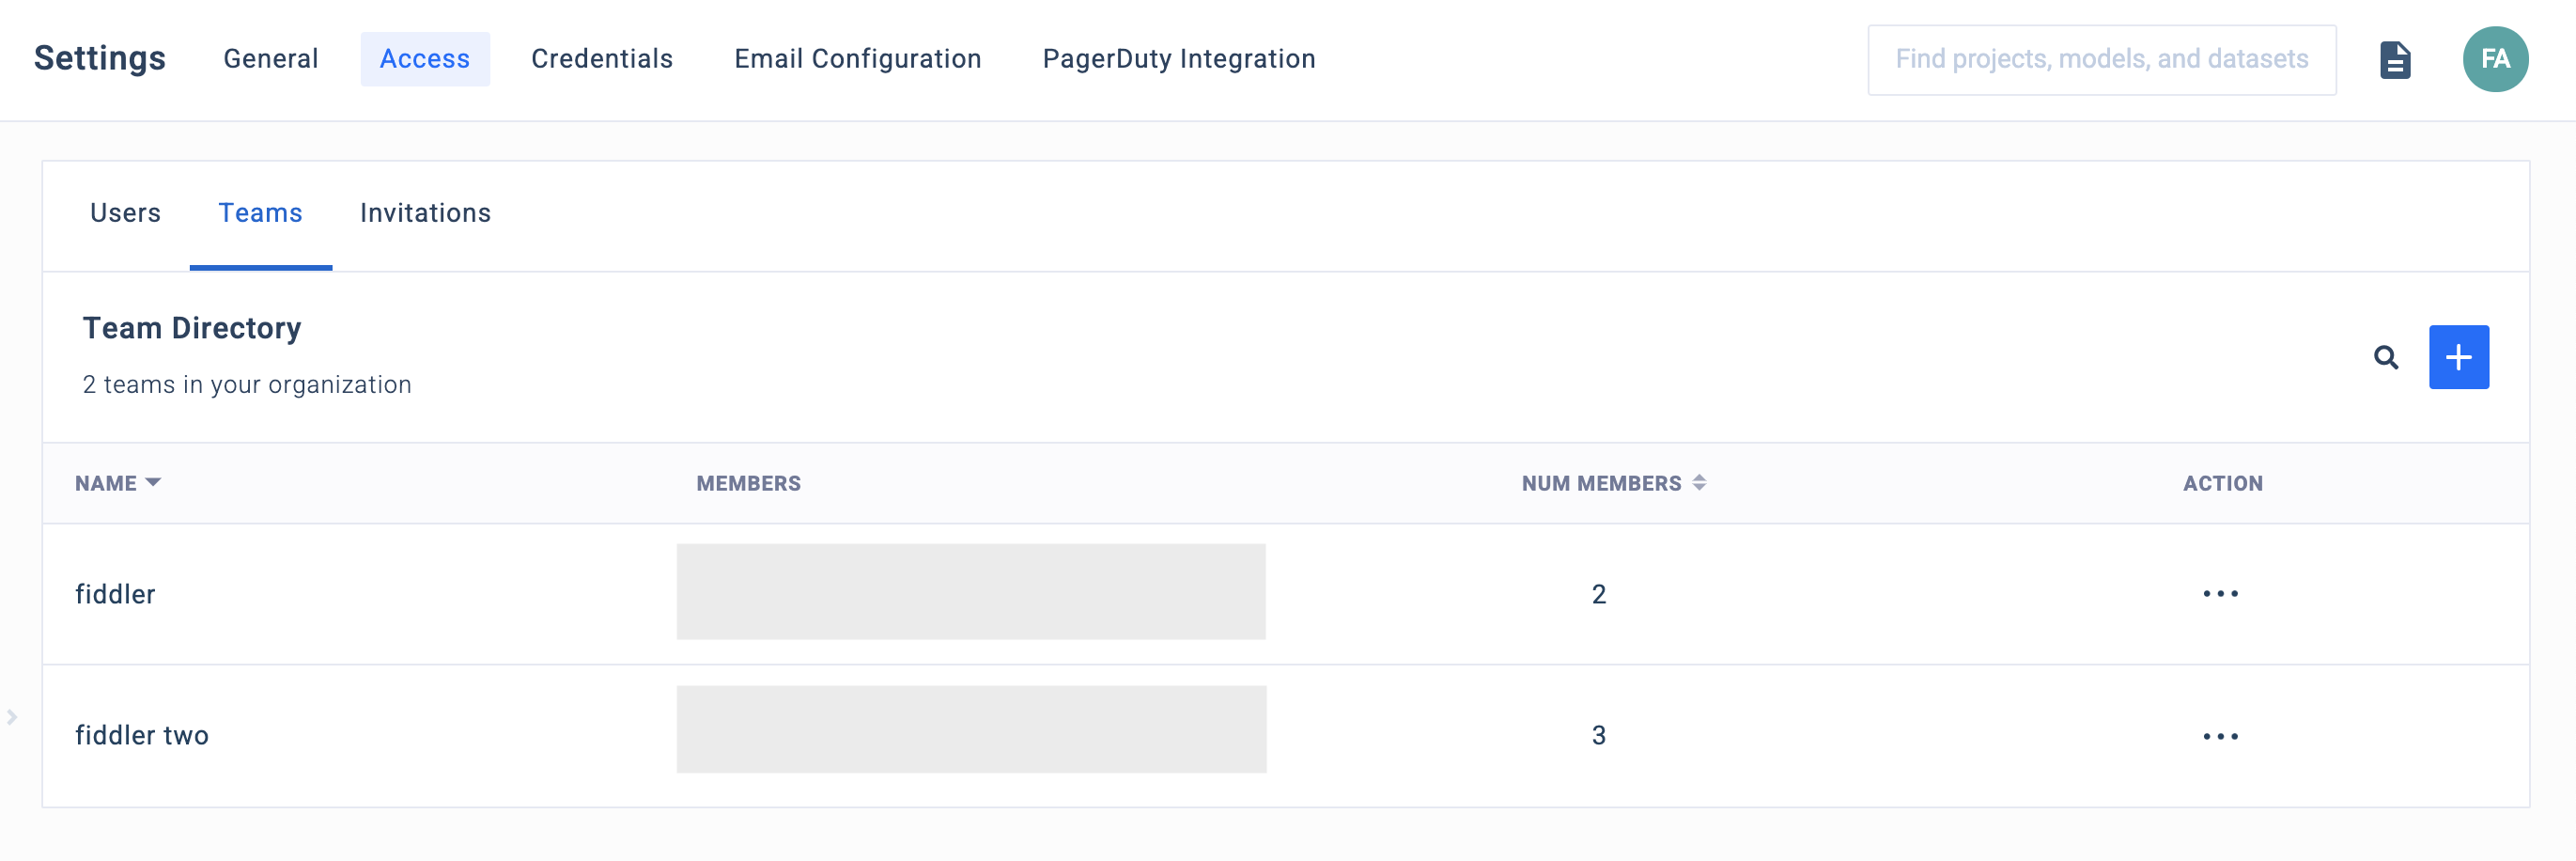 Settings General Access Credentials Email Configuration PagerDuty Integration Find projects, models, and datasets FA
Users Teams Invitations
Team Directory
2 teams in your organization
NAME MEMBERS NUM MEMBERS ACTION
fiddler 2
fiddler two 3